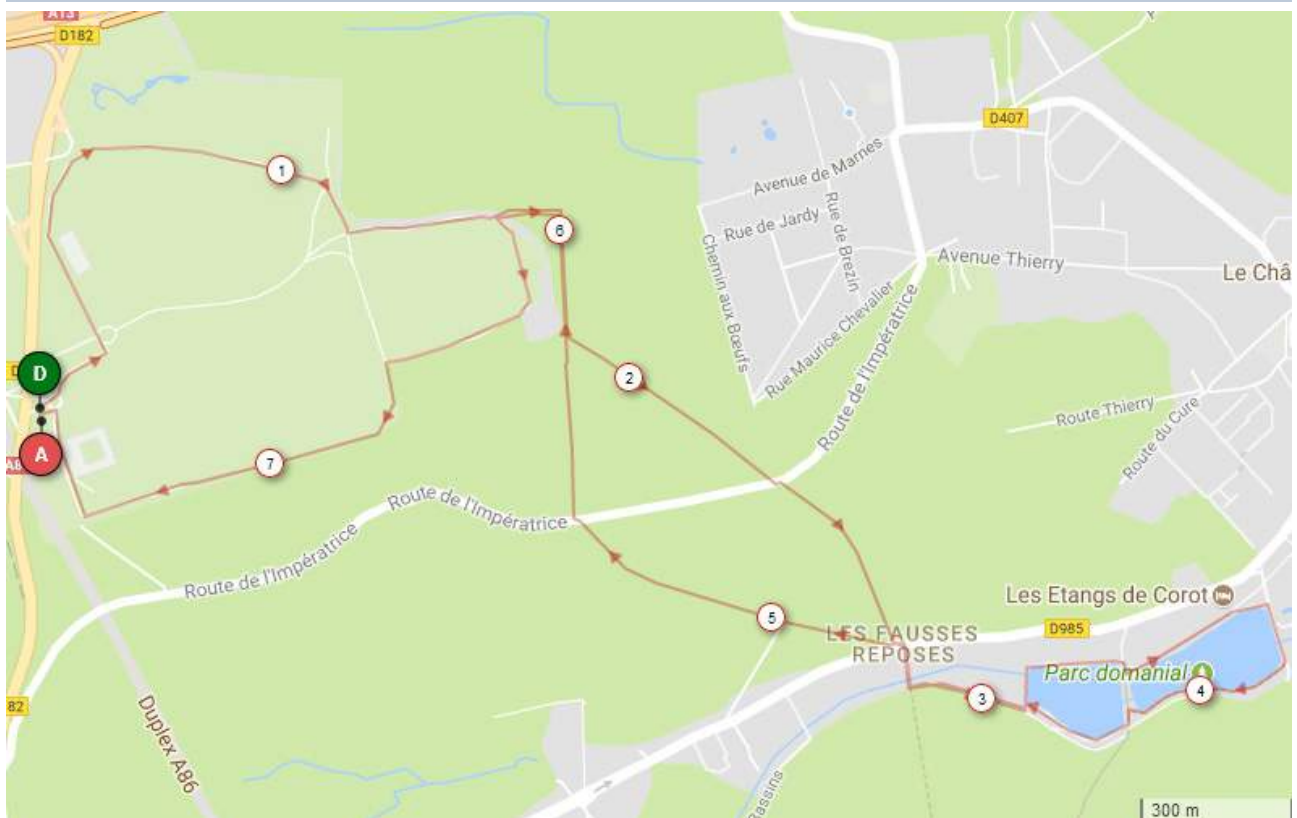 A13
D182
D407
1
Avenue de Marnes
Rue de Jardy
Rue de Brezin
6
Chemin aux Bœufs
Avenue Thierry
Le Châ
Rue Maurice Chevalier
Route de l'Impératrice
D
D
2
Route Thierry
Route du Cure
A
A8
7
Route de l'Impératrice
Route de l'Impératrice
Les Etangs de Corot
5
LES FAUSSES
REPOSES
D985
Parc domanial
3
4
82
Duplex A86
Bassins
300 m